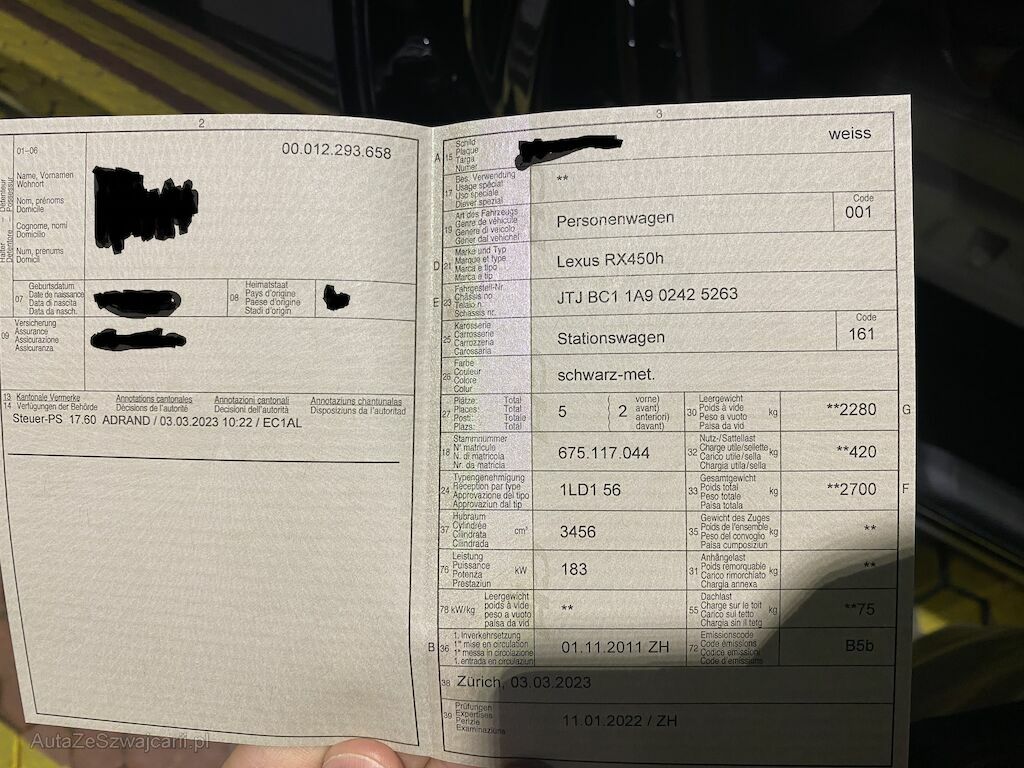 2
01-06
Name, Vornamen
Wohnort
Nom, prénoms
Domicile
Cognome, nomi
Domicilio
Num, prenums
Domicil
Halter – Détenteur
Detentore – Possessur
00.012.293.658
07
Geburtsdatum
Date de naissance
Data di nascita
Data da nasch.
08
Heimatstaat
Pays d'origine
Paese d'origine
Stadi d'origin
09
Versicherung
Assurance
Assicurazione
Assicuranza
13 Kantonale Vermerke Annotations cantonales Annotazioni cantonali Annotaziuns chantunalas
14 Verfügungen der Behörde Décisions de l'autorité Decisioni dell'autorità Disposiziuns da l'autoritad
Steuer-PS 17.60 ADRAND / 03.03.2023 10:22 / EC1AL
3
A 15
Schild
Plaque
Targa
Numer
weiss
17
Bes. Verwendung
Usage spécial
Uso speciale
Diever spezial
**
19
Art des Fahrzeugs
Genre de véhicule
Genere di veicolo
Gener dal vehichel
Personenwagen
Code
001
D 21
Marke und Typ
Marque et type
Marca e tipo
Marca e tip
Lexus RX450h
E 23
Fahrgestell-Nr.
Châssis no
Telaio n.
Schassis nr.
JTJ BC1 1A9 0242 5263
25
Karosserie
Carrosserie
Carrozzeria
Carossaria
Stationswagen
Code
161
26
Farbe
Couleur
Colore
Colur
schwarz-met.
27
Plätze: Total
Places: Total
Posti: Totale
Plazs: Total
5
2
vorne)
avant)
anteriori)
davant)
30
Leergewicht
Poids à vide
Peso a vuoto
Paisa da vid
kg
**2280
G
18
Stammnummer
N° matricule
N. di matricola
Nr. da matricla
675.117.044
32
Nutz-/Sattellast
Charge utile/sellette
Carico utile/sella
Chargia utila/sella
kg
**420
24
Typengenehmigung
Réception par type
Approvazione del tipo
Approvaziun dal tip
1LD1 56
33
Gesamtgewicht
Poids total
Peso totale
Paisa totala
kg
**2700
F
37
Hubraum
Cylindrée
Cilindrata
Cilindrada
cm³
3456
35
Gewicht des Zuges
Poids de l'ensemble
Peso del convoglio
Paisa cumposiziun
kg
**
76
Leistung
Puissance
Potenza
Prestaziun
kW
183
31
Anhängelast
Poids remorquable
Carico rimorchiato
Chargia annexa
kg
**
78 kW/kg
Leergewicht
poids à vide
peso a vuoto
paisa da vid
**
55
Dachlast
Charge sur le toit
Carico sul tetto
Chargia sin il tetg
kg
**75
B 36
1. Inverkehrsetzung
1re mise en circulation
1a messa in circolazione
1. entrada en circulaziun
01.11.2011 ZH
72
Emissionscode
Code émissions
Codice emissioni
Code d'emissiuns
B5b
38 Zürich, 03.03.2023
39
Prüfungen
Expertises
Perizie
Examinaziuns
11.01.2022 / ZH
AutaZeSzwajcarii.pl